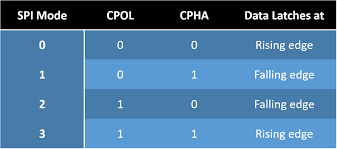 SPI Mode CPOL CPHA Data Latches at
0 0 0 Rising edge
1 0 1 Falling edge
2 1 0 Falling edge
3 1 1 Rising edge